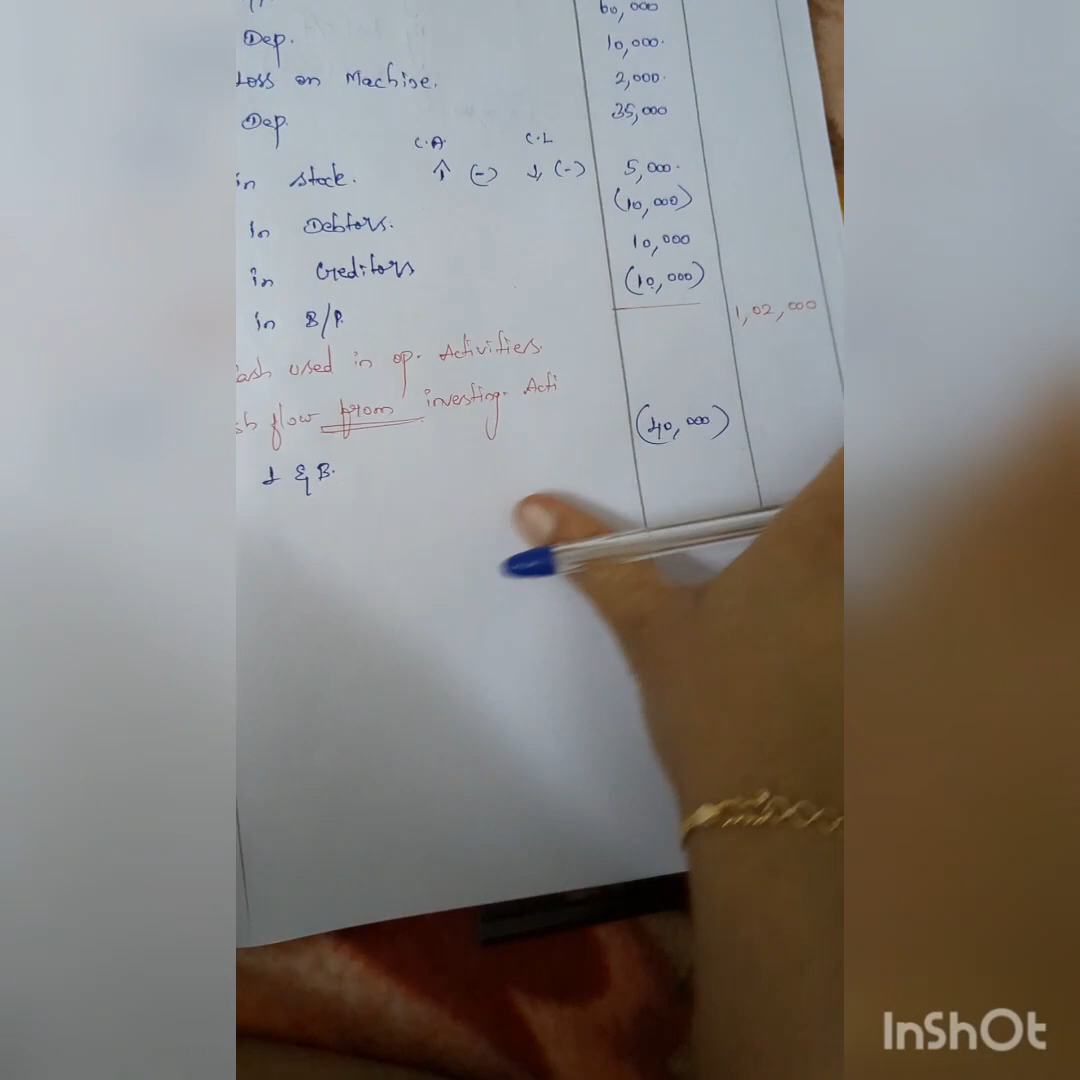 60,000
Dep. 10,000.
Loss on Machine. 2,000.
Dep. 35,000
C.A. C.L
in stock. ↑ (-) ↓ (-) 5,000.
in Debtors. (10,000)
in Creditors 10,000
in B/P. (10,000)
1,02,000
ash used in op. Activities.
sh flow from investing. Acti
L & B. (40,000)
InShOt